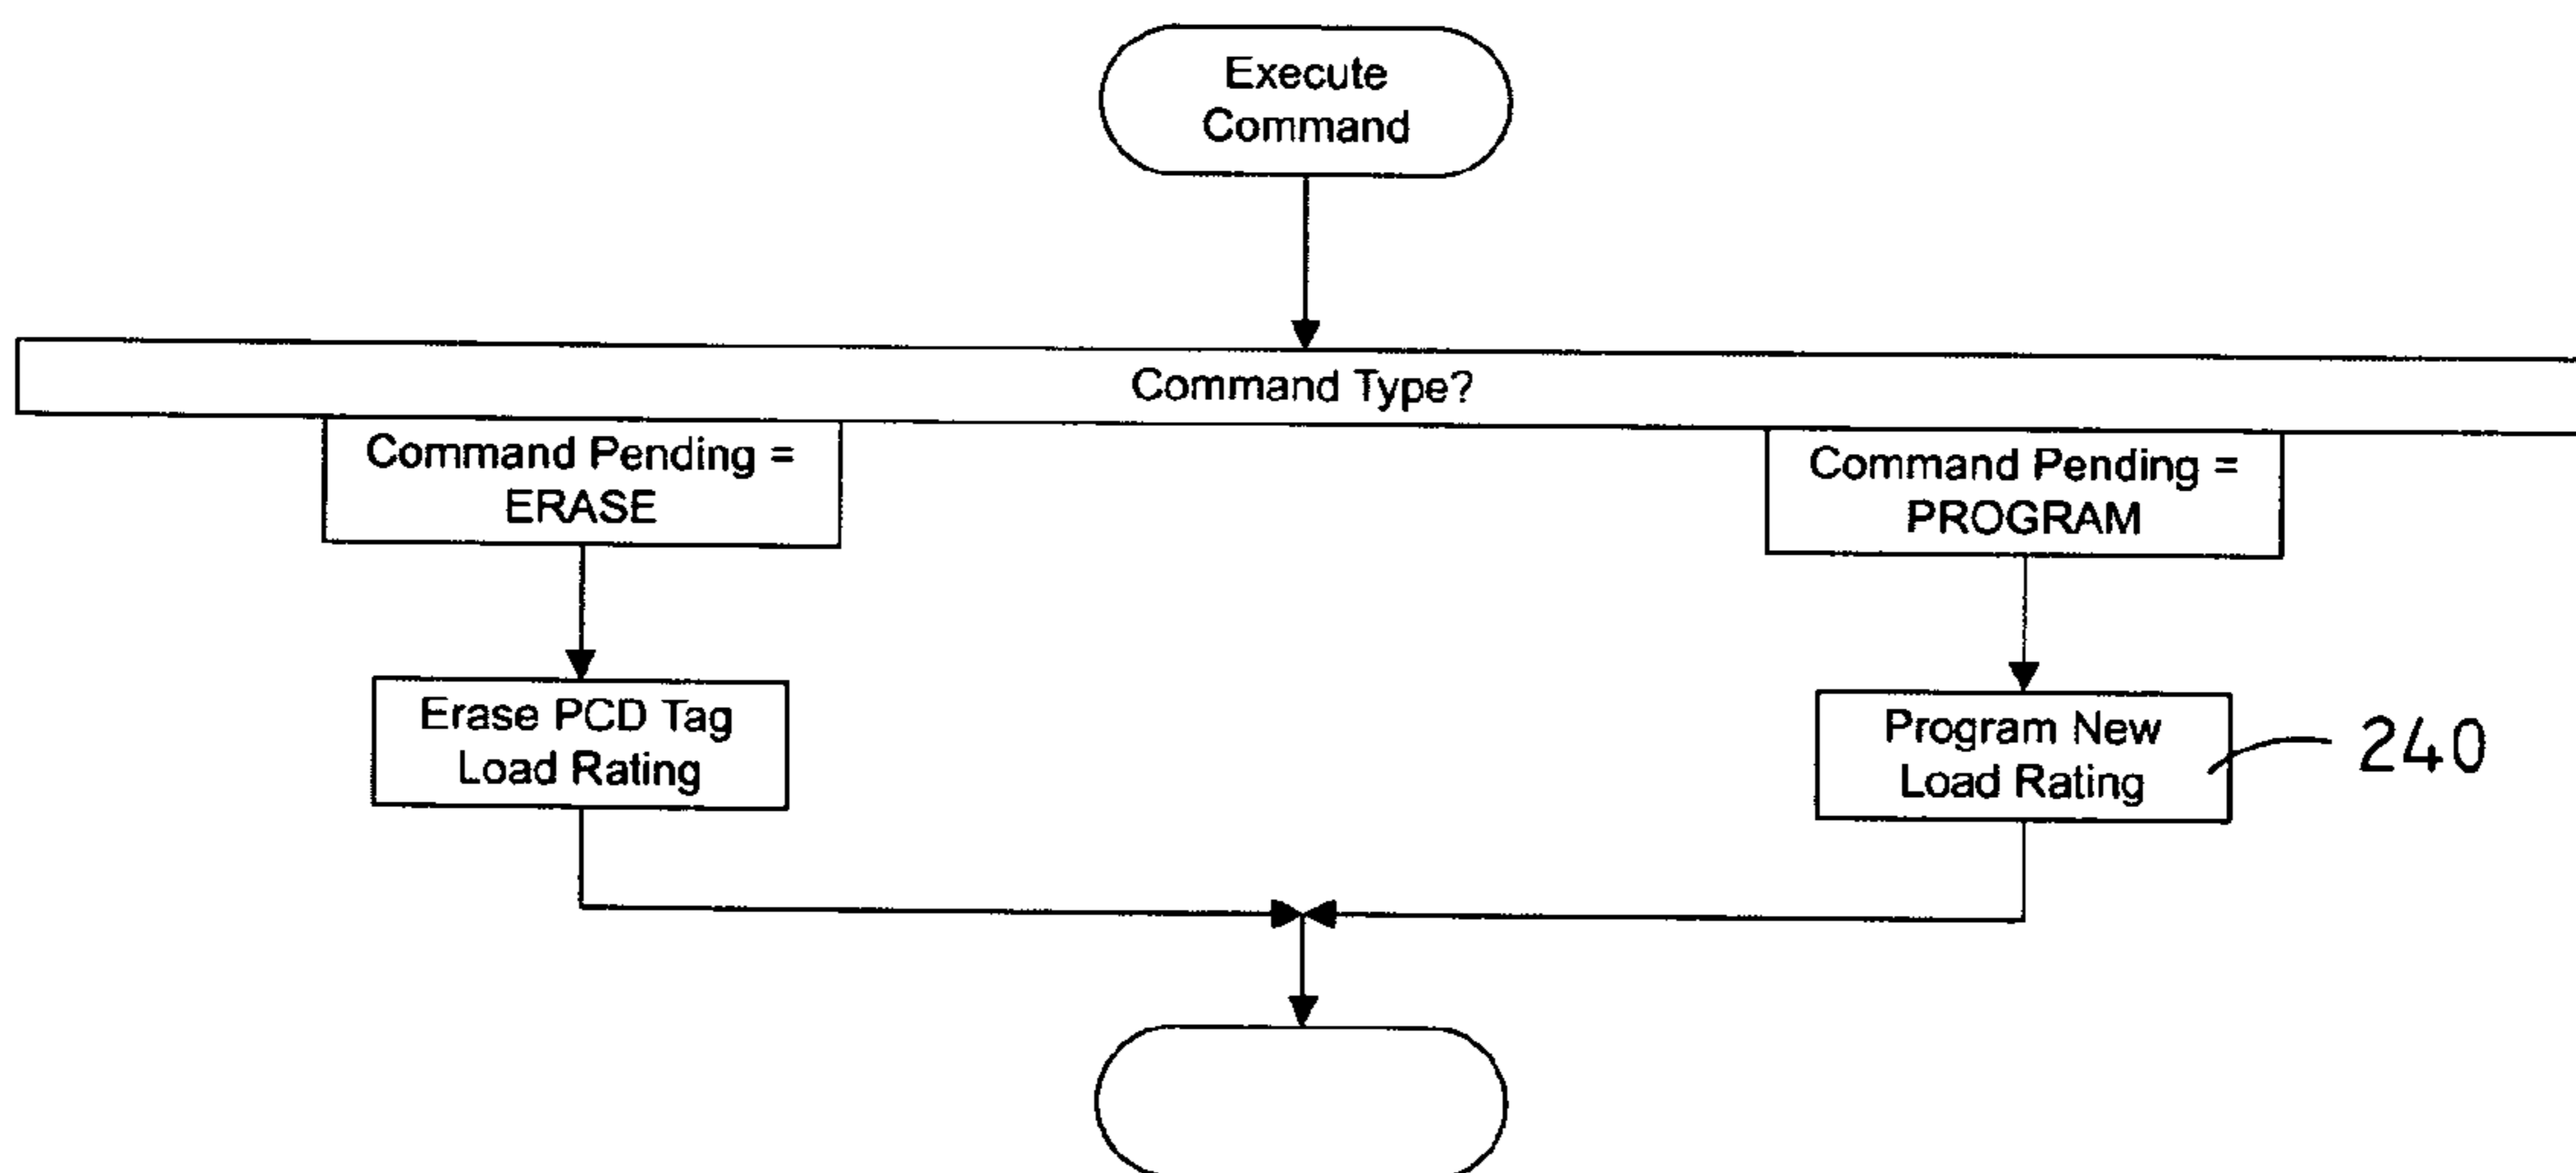 Execute
Command
Command Type?
Command Pending =
ERASE
Command Pending =
PROGRAM
Erase PCD Tag
Load Rating
Program New
Load Rating
240